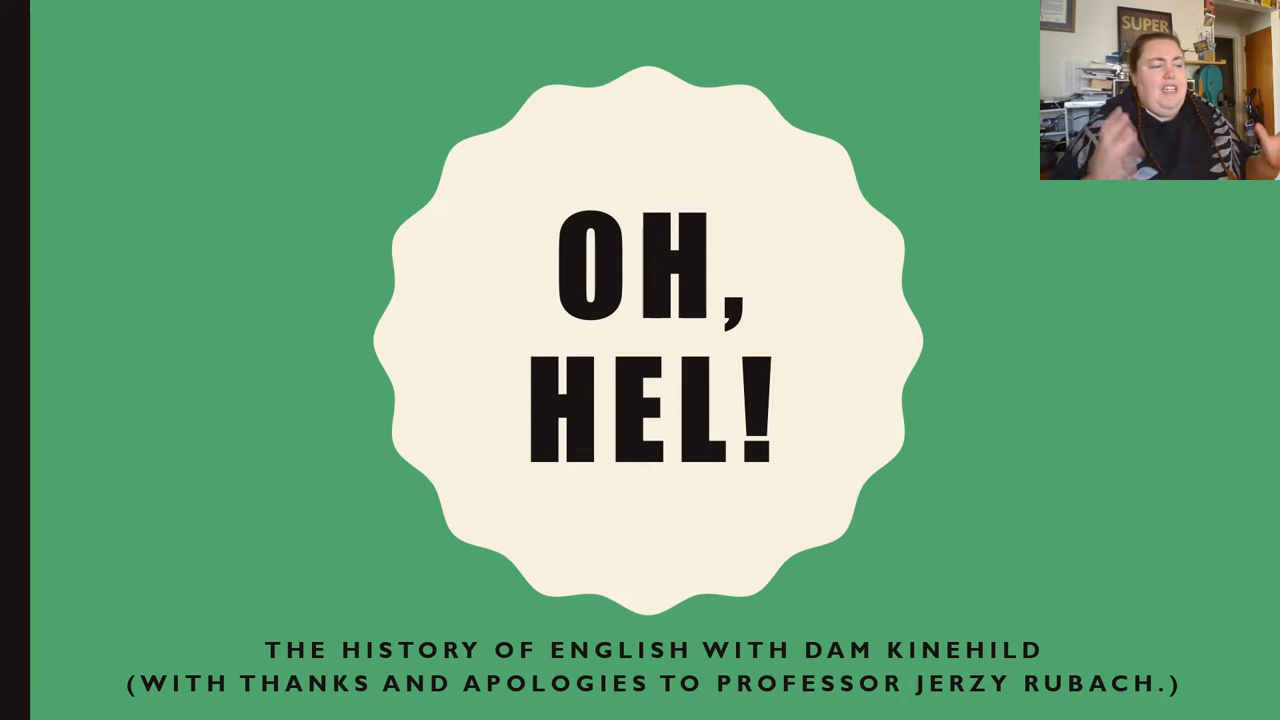 SUPER
OH,
HEL!
THE HISTORY OF ENGLISH WITH DAM KINEHILD
(WITH THANKS AND APOLOGIES TO PROFESSOR JERZY RUBACH.)